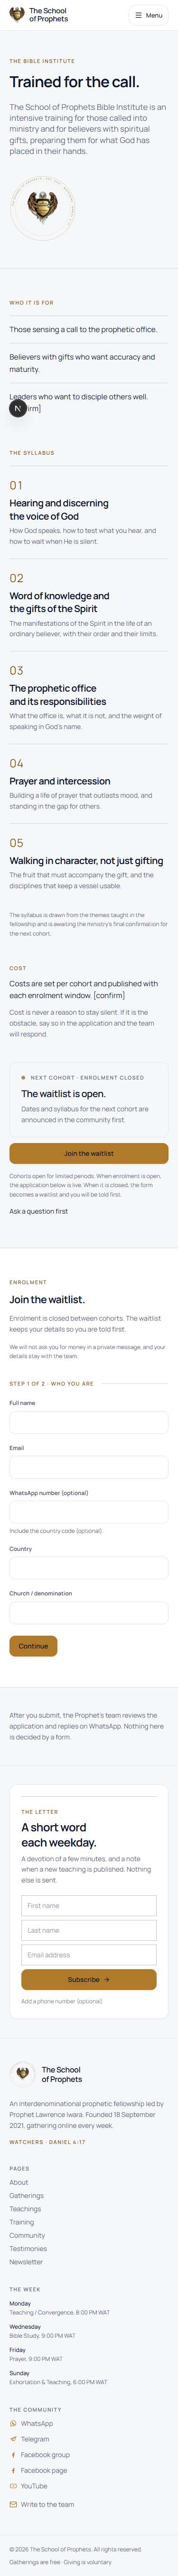 The School
of Prophets
Menu
THE BIBLE INSTITUTE
Trained for the call.
The School of Prophets Bible Institute is an
intensive training for those called into
ministry and for believers with spiritual
gifts, preparing them for what God has
placed in their hands.
WHO IT IS FOR
Those sensing a call to the prophetic office.
Believers with gifts who want accuracy and
maturity.
Leaders who want to disciple others well.
N
irm]
THE SYLLABUS
01
Hearing and discerning
the voice of God
How God speaks, how to test what you hear, and
how to wait when He is silent.
02
Word of knowledge and
the gifts of the Spirit
The manifestations of the Spirit in the life of an
ordinary believer, with their order and their limits.
03
The prophetic office
and its responsibilities
What the office is, what it is not, and the weight of
speaking in God's name.
04
Prayer and intercession
Building a life of prayer that outlasts mood, and
standing in the gap for others.
05
Walking in character, not just gifting
The fruit that must accompany the gift, and the
disciplines that keep a vessel usable.
The syllabus is drawn from the themes taught in the
fellowship and is awaiting the ministry's final confirmation for
the next cohort.
COST
Costs are set per cohort and published with
each enrolment window. [confirm]
Cost is never a reason to stay silent. If it is the
obstacle, say so in the application and the team
will respond.
NEXT COHORT · ENROLMENT CLOSED
The waitlist is open.
Dates and syllabus for the next cohort are
announced in the community first.
Join the waitlist
Cohorts open for limited periods. When enrolment is open,
the application below is live. When it is closed, the form
becomes a waitlist and you will be told first.
Ask a question first
ENROLMENT
Join the waitlist.
Enrolment is closed between cohorts. The waitlist
keeps your details so you are told first.
We will not ask you for money in a private message, and your
details stay with the team.
STEP 1 OF 2 · WHO YOU ARE
Full name
Email
WhatsApp number (optional)
Include the country code (optional).
Country
Church / denomination
Continue
After you submit, the Prophet's team reviews the
application and replies on WhatsApp. Nothing here
is decided by a form.
THE LETTER
A short word
each weekday.
A devotion of a few minutes, and a note
when a new teaching is published. Nothing
else is sent.
First name
Last name
Email address
Subscribe →
Add a phone number (optional)
The School
of Prophets
An interdenominational prophetic fellowship led by
Prophet Lawrence Iwara. Founded 18 September
2021, gathering online every week.
WATCHERS · DANIEL 4:17
PAGES
About
Gatherings
Teachings
Training
Community
Testimonies
Newsletter
THE WEEK
Monday
Teaching / Convergence, 8:00 PM WAT
Wednesday
Bible Study, 9:00 PM WAT
Friday
Prayer, 9:00 PM WAT
Sunday
Exhortation & Teaching, 6:00 PM WAT
THE COMMUNITY
WhatsApp
Telegram
Facebook group
Facebook page
YouTube
Write to the team
© 2026 The School of Prophets. All rights reserved.
Gatherings are free · Giving is voluntary